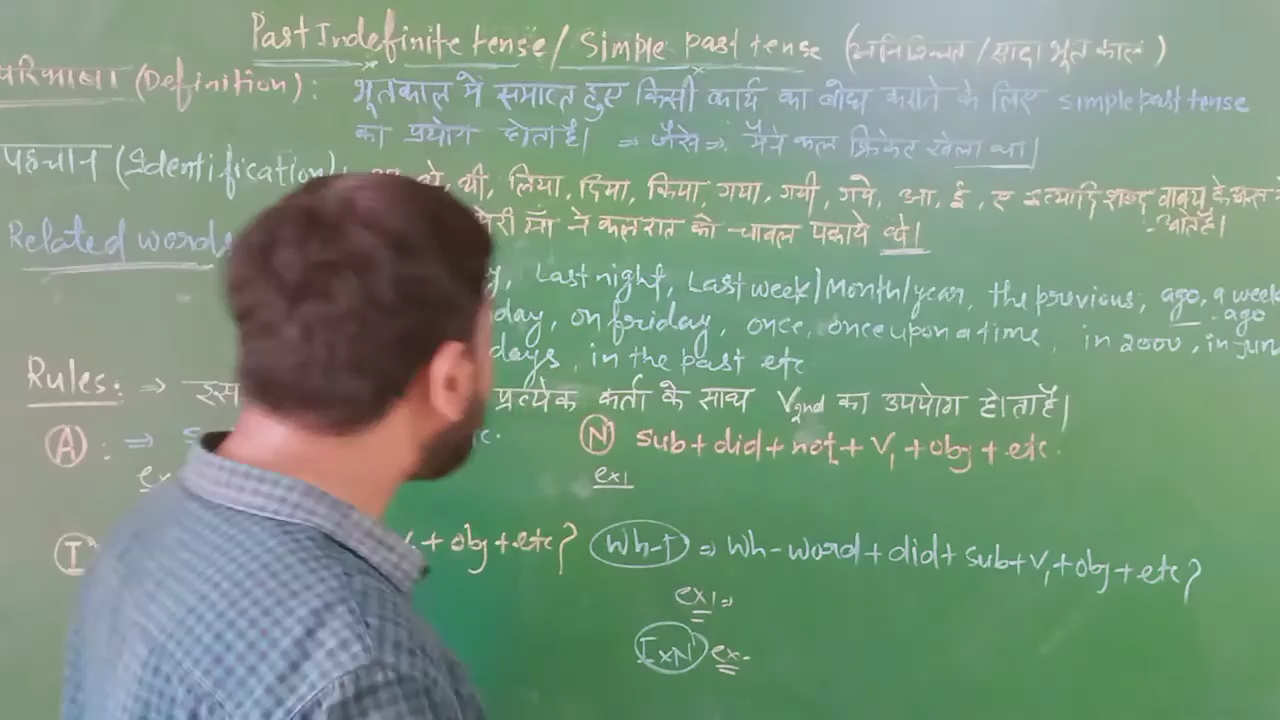 Past Indefinite tense / Simple past tense (अनिश्चित / सादा भूत काल)
परिभाषा (Definition): भूतकाल मे समाप्त हुए किसी कार्य का बोध कराने के लिए simple past tense
का प्रयोग होता है। ⇒ जैसे ⇒ मैंने कल क्रिकेट खेला था।
पहचान (Identification) थे, थी, लिया, दिया, किया, गया, गयी, गये, आ, ई, ए इत्यादि शब्द वाक्य के अन्त
मेरी माँ ने कल रात को चावल पकाये थे। होते हैं।
Related words
Last night, Last week/Month/year, the previous, ago, a week ago
day, on friday, once, once upon a time, in 2000, in
days, in the past etc
Rules: → इस प्रत्येक कर्ता के साथ V2nd का उपयोग होता है।
(A): ⇒ (N) sub + did + not + V1 + obj + etc.
ex1
(I) + obj + etc? (Wh-I) ⇒ Wh-word + did + sub + V1 + obj + etc?
ex1 ⇒
(IxN) ex-